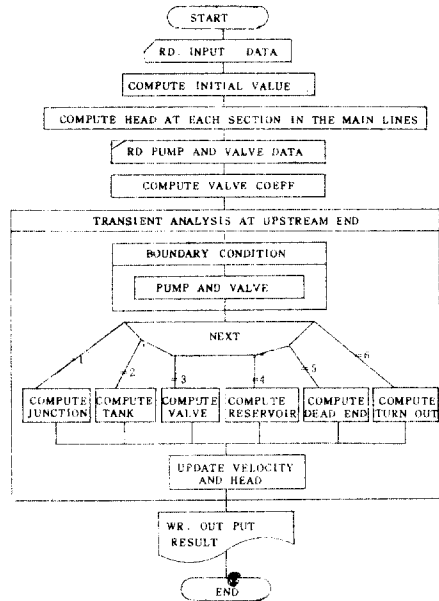 START
RD. INPUT DATA
COMPUTE INITIAL VALUE
COMPUTE HEAD AT EACH SECTION IN THE MAIN LINES
RD PUMP AND VALVE DATA
COMPUTE VALVE COEFF
TRANSIENT ANALYSIS AT UPSTREAM END
BOUNDARY CONDITION
PUMP AND VALVE
NEXT
=1
=2
=3
=4
=5
=6
COMPUTE JUNCTION
COMPUTE TANK
COMPUTE VALVE
COMPUTE RESERVOIR
COMPUTE DEAD END
COMPUTE TURN OUT
UPDATE VELOCITY
AND HEAD
WR. OUT PUT
RESULT
END